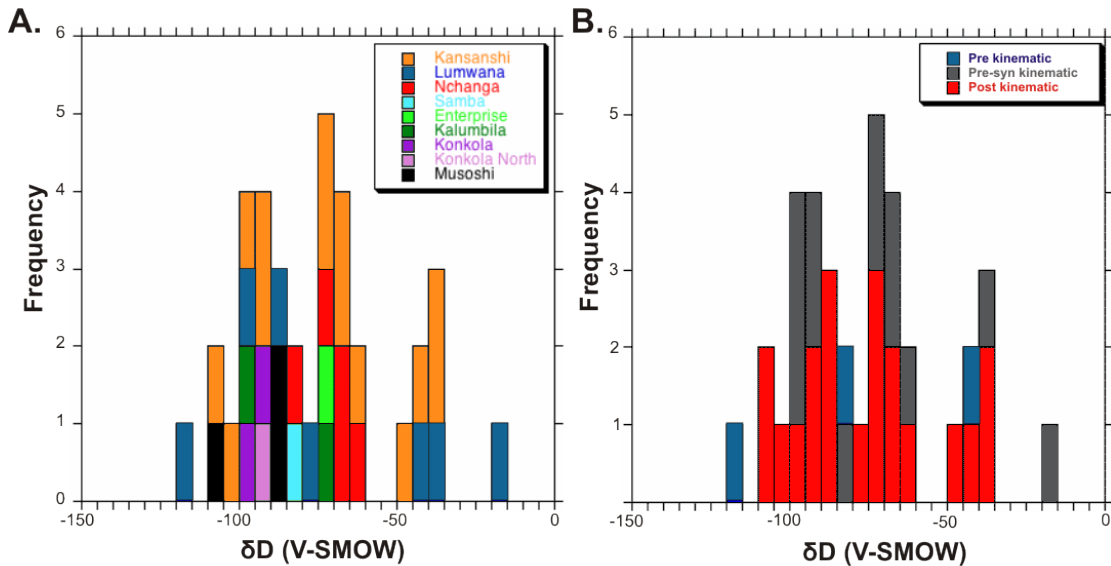 A.
Frequency
6
5
4
3
2
1
0
-150
-100
-50
0
δD (V-SMOW)
Kansanshi
Lumwana
Nchanga
Samba
Enterprise
Kalumbila
Konkola
Konkola North
Musoshi
B.
Frequency
6
5
4
3
2
1
-150
-100
-50
0
δD (V-SMOW)
Pre kinematic
Pre-syn kinematic
Post kinematic